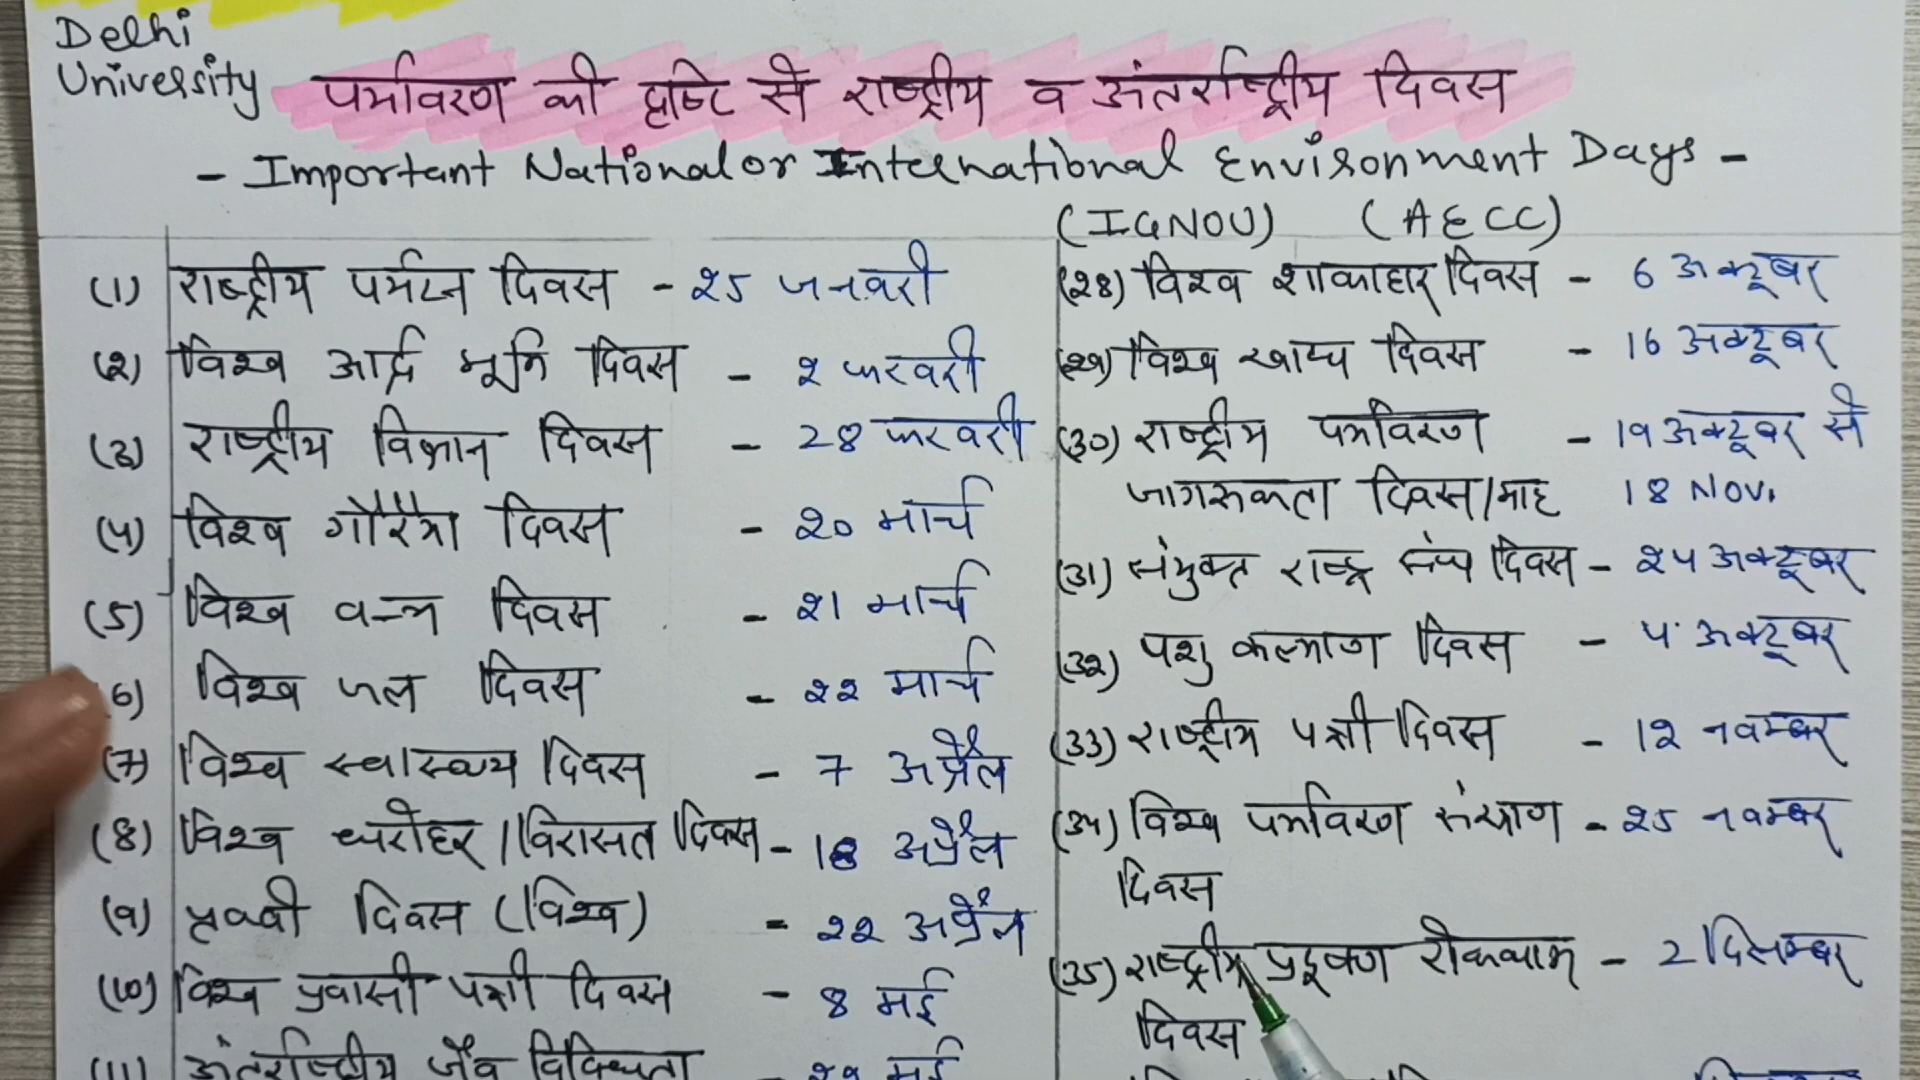 Delhi
University
पर्यावरण की दृष्टि से राष्ट्रीय व अंतर्राष्ट्रीय दिवस
- Important National or International Environment Days -
(IGNOU) (AECC)
(1) राष्ट्रीय पर्यटन दिवस - 25 जनवरी
(2) विश्व आर्द्र भूमि दिवस - 2 फरवरी
(3) राष्ट्रीय विज्ञान दिवस - 28 फरवरी
(4) विश्व गौरैया दिवस - 20 मार्च
(5) विश्व वन्य दिवस - 21 मार्च
(6) विश्व जल दिवस - 22 मार्च
(7) विश्व स्वास्थ्य दिवस - 7 अप्रैल
(8) विश्व धरोहर/विरासत दिवस - 18 अप्रैल
(9) पृथ्वी दिवस (विश्व) - 22 अप्रैल
(10) विश्व प्रवासी पक्षी दिवस - 8 मई
(11) अंतर्राष्ट्रीय जैव विविधता - 22 मई
(28) विश्व शाकाहार दिवस - 6 अक्टूबर
(29) विश्व खाद्य दिवस - 16 अक्टूबर
(30) राष्ट्रीय पर्यावरण - 19 अक्टूबर से
जागरूकता दिवस/माह 18 Nov.
(31) संयुक्त राष्ट्र संघ दिवस - 24 अक्टूबर
(32) पशु कल्याण दिवस - 4 अक्टूबर
(33) राष्ट्रीय पक्षी दिवस - 12 नवम्बर
(34) विश्व पर्यावरण संरक्षण - 25 नवम्बर
दिवस
(35) राष्ट्रीय प्रदूषण रोकथाम - 2 दिसम्बर
दिवस